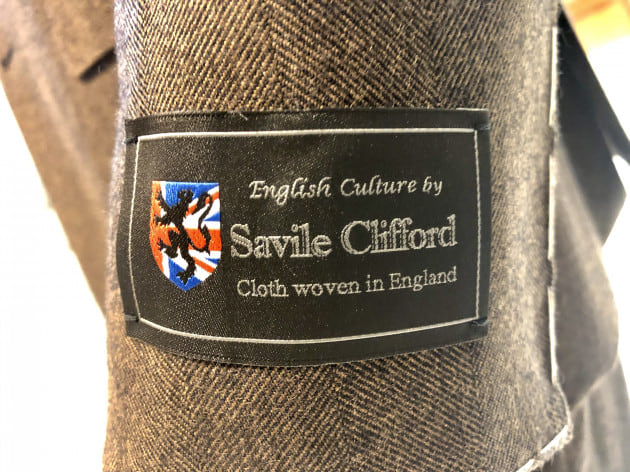 English Culture by
Savile Clifford
Cloth woven in England